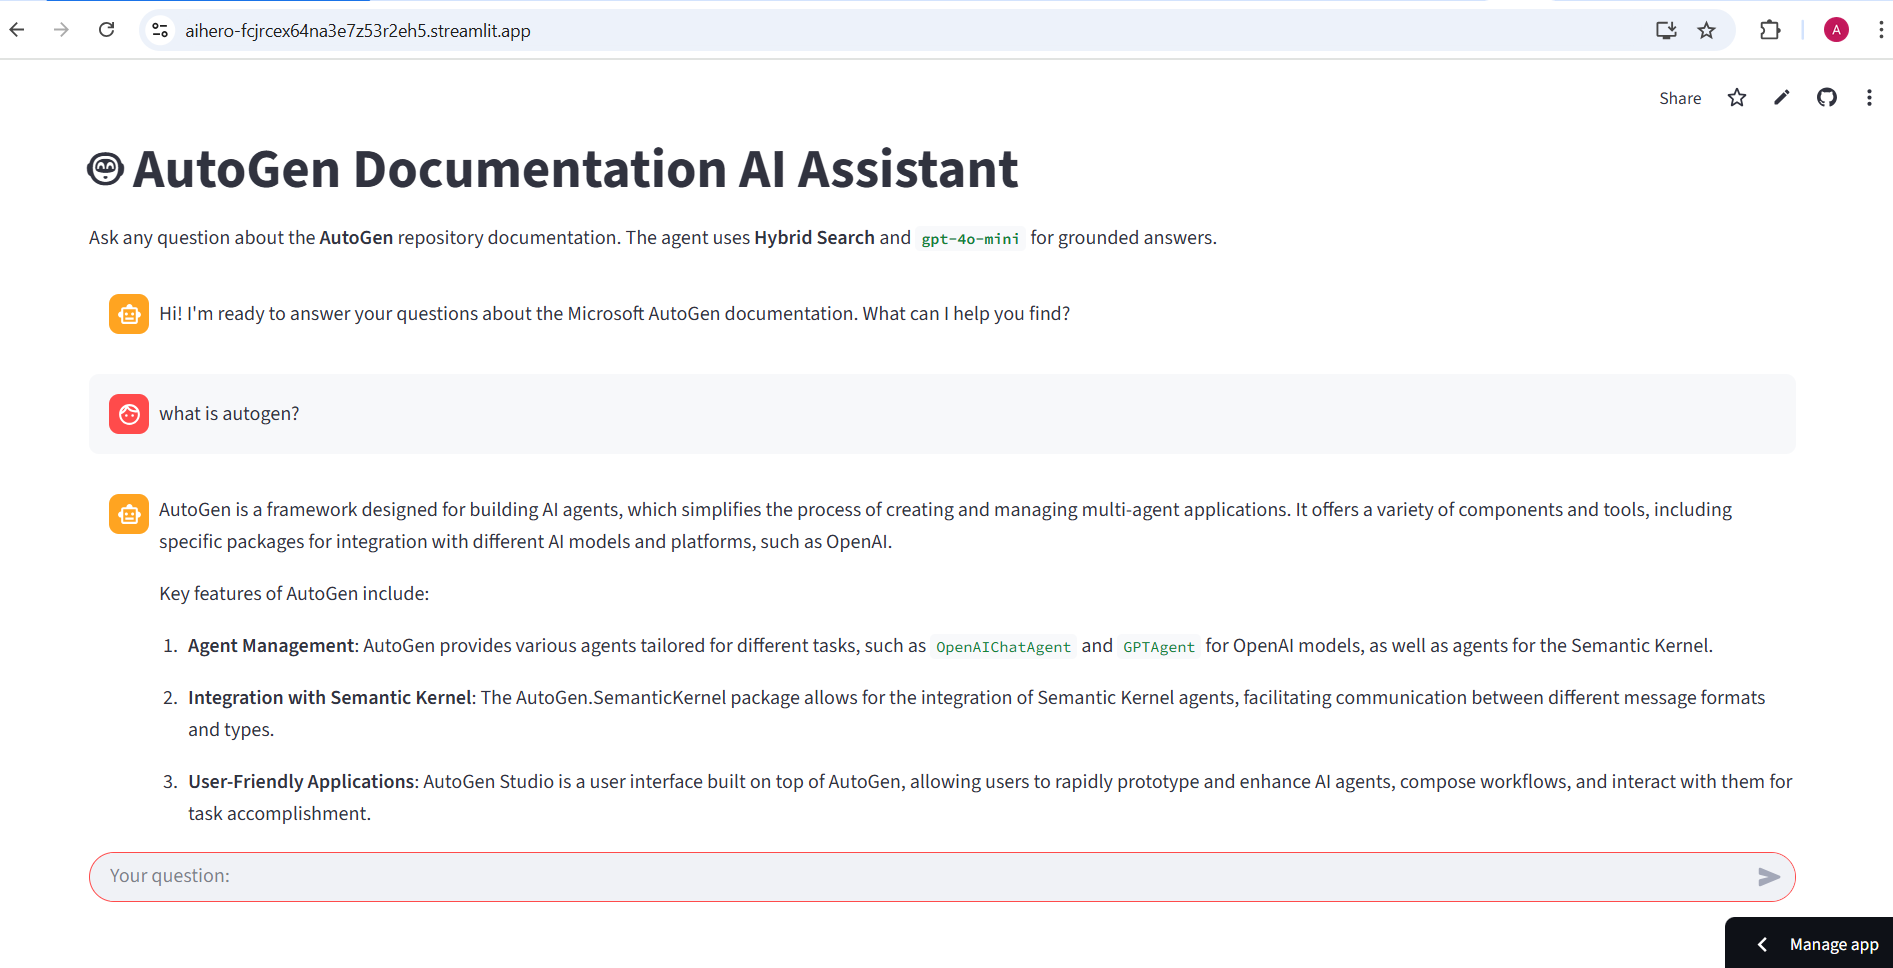 aihero-fcjrcex64na3e7z53r2eh5.streamlit.app
A
Share
AutoGen Documentation AI Assistant
Ask any question about the AutoGen repository documentation. The agent uses Hybrid Search and gpt-4o-mini for grounded answers.
Hi! I'm ready to answer your questions about the Microsoft AutoGen documentation. What can I help you find?
what is autogen?
AutoGen is a framework designed for building AI agents, which simplifies the process of creating and managing multi-agent applications. It offers a variety of components and tools, including
specific packages for integration with different AI models and platforms, such as OpenAI.
Key features of AutoGen include:
1. Agent Management: AutoGen provides various agents tailored for different tasks, such as OpenAIChatAgent and GPTAgent for OpenAI models, as well as agents for the Semantic Kernel.
2. Integration with Semantic Kernel: The AutoGen.SemanticKernel package allows for the integration of Semantic Kernel agents, facilitating communication between different message formats
and types.
3. User-Friendly Applications: AutoGen Studio is a user interface built on top of AutoGen, allowing users to rapidly prototype and enhance AI agents, compose workflows, and interact with them for
task accomplishment.
Your question:
Manage app